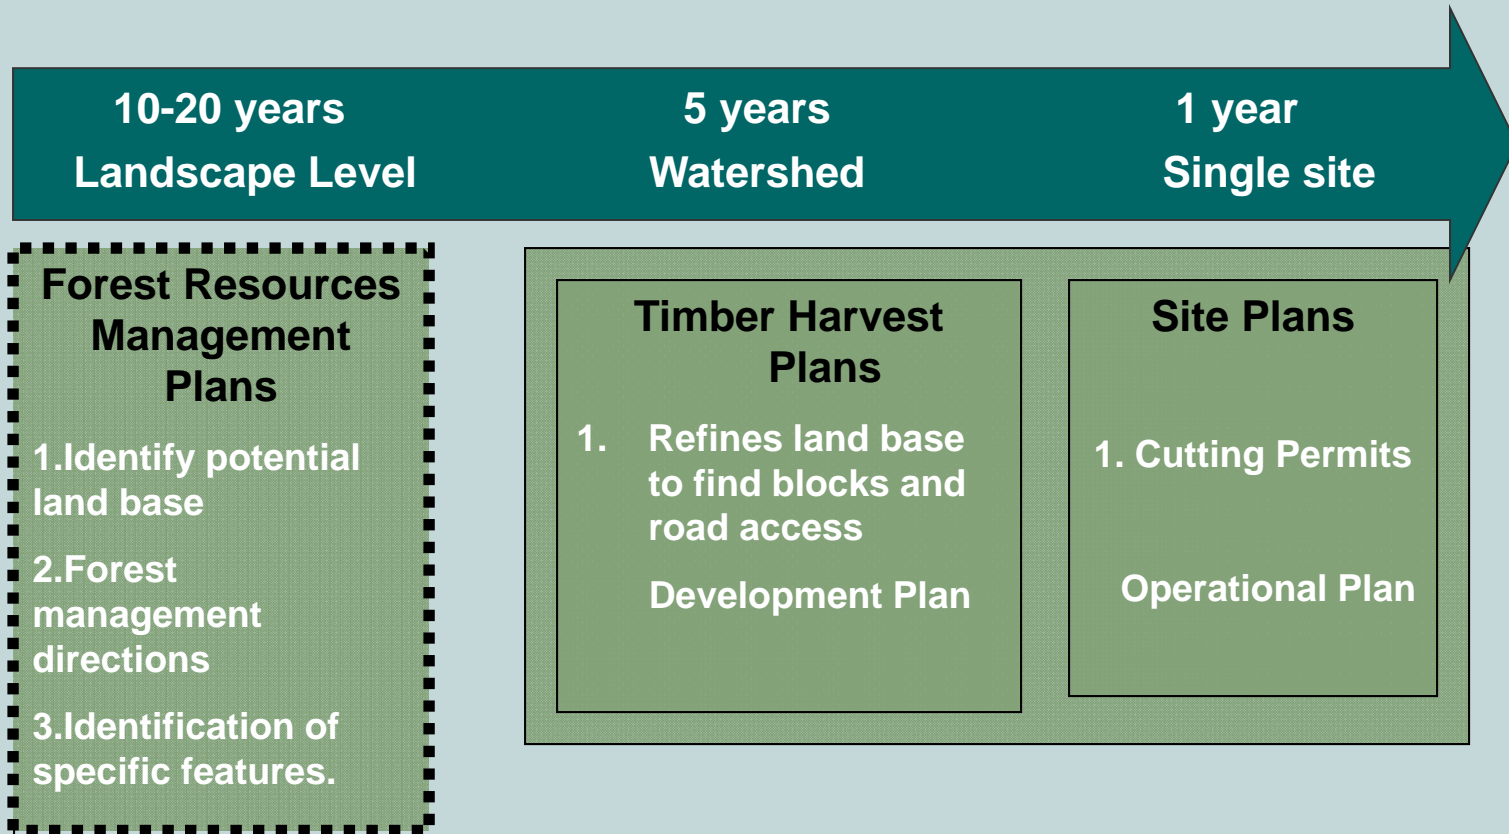 10-20 years
5 years
1 year
Landscape Level
Watershed
Single site
Forest Resources
Management
Plans
1.Identify potential
land base
2.Forest
management
directions
3.Identification of
specific features.
Timber Harvest
Plans
1. Refines land base
to find blocks and
road access
Development Plan
Site Plans
1. Cutting Permits
Operational Plan